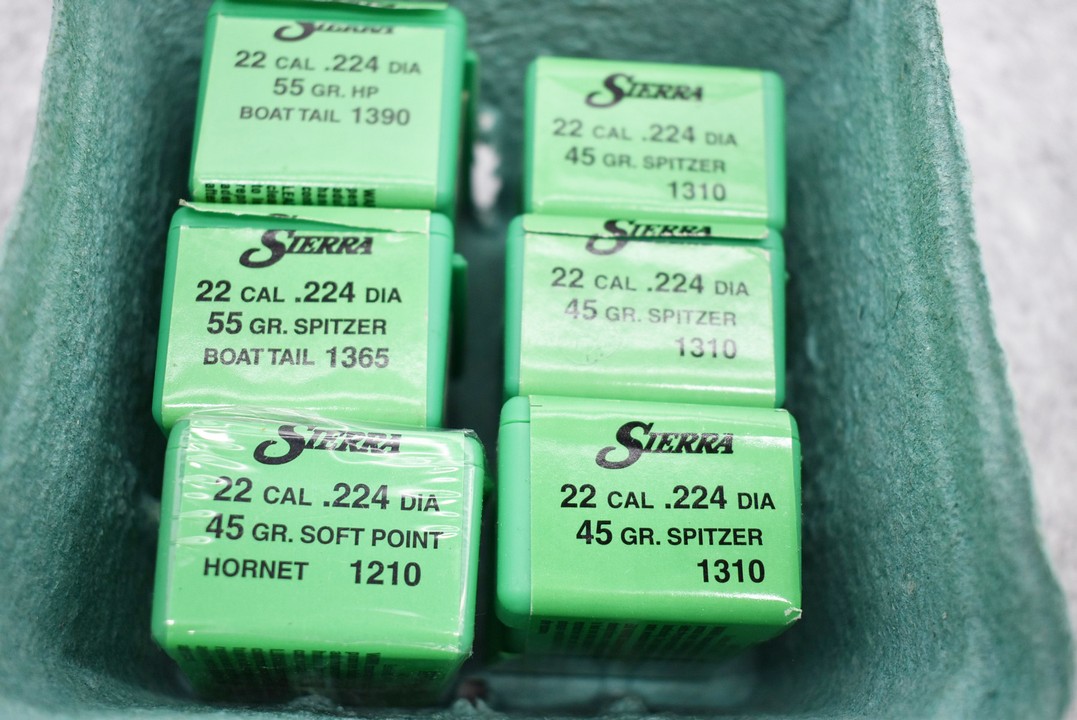 SIERRA
22 CAL .224 DIA
55 GR. HP
BOAT TAIL 1390
SIERRA
22 CAL .224 DIA
55 GR. SPITZER
BOAT TAIL 1365
SIERRA
22 CAL .224 DIA
45 GR. SOFT POINT
HORNET 1210
SIERRA
22 CAL .224 DIA
45 GR. SPITZER
1310
SIERRA
22 CAL .224 DIA
45 GR. SPITZER
1310
SIERRA
22 CAL .224 DIA
45 GR. SPITZER
1310